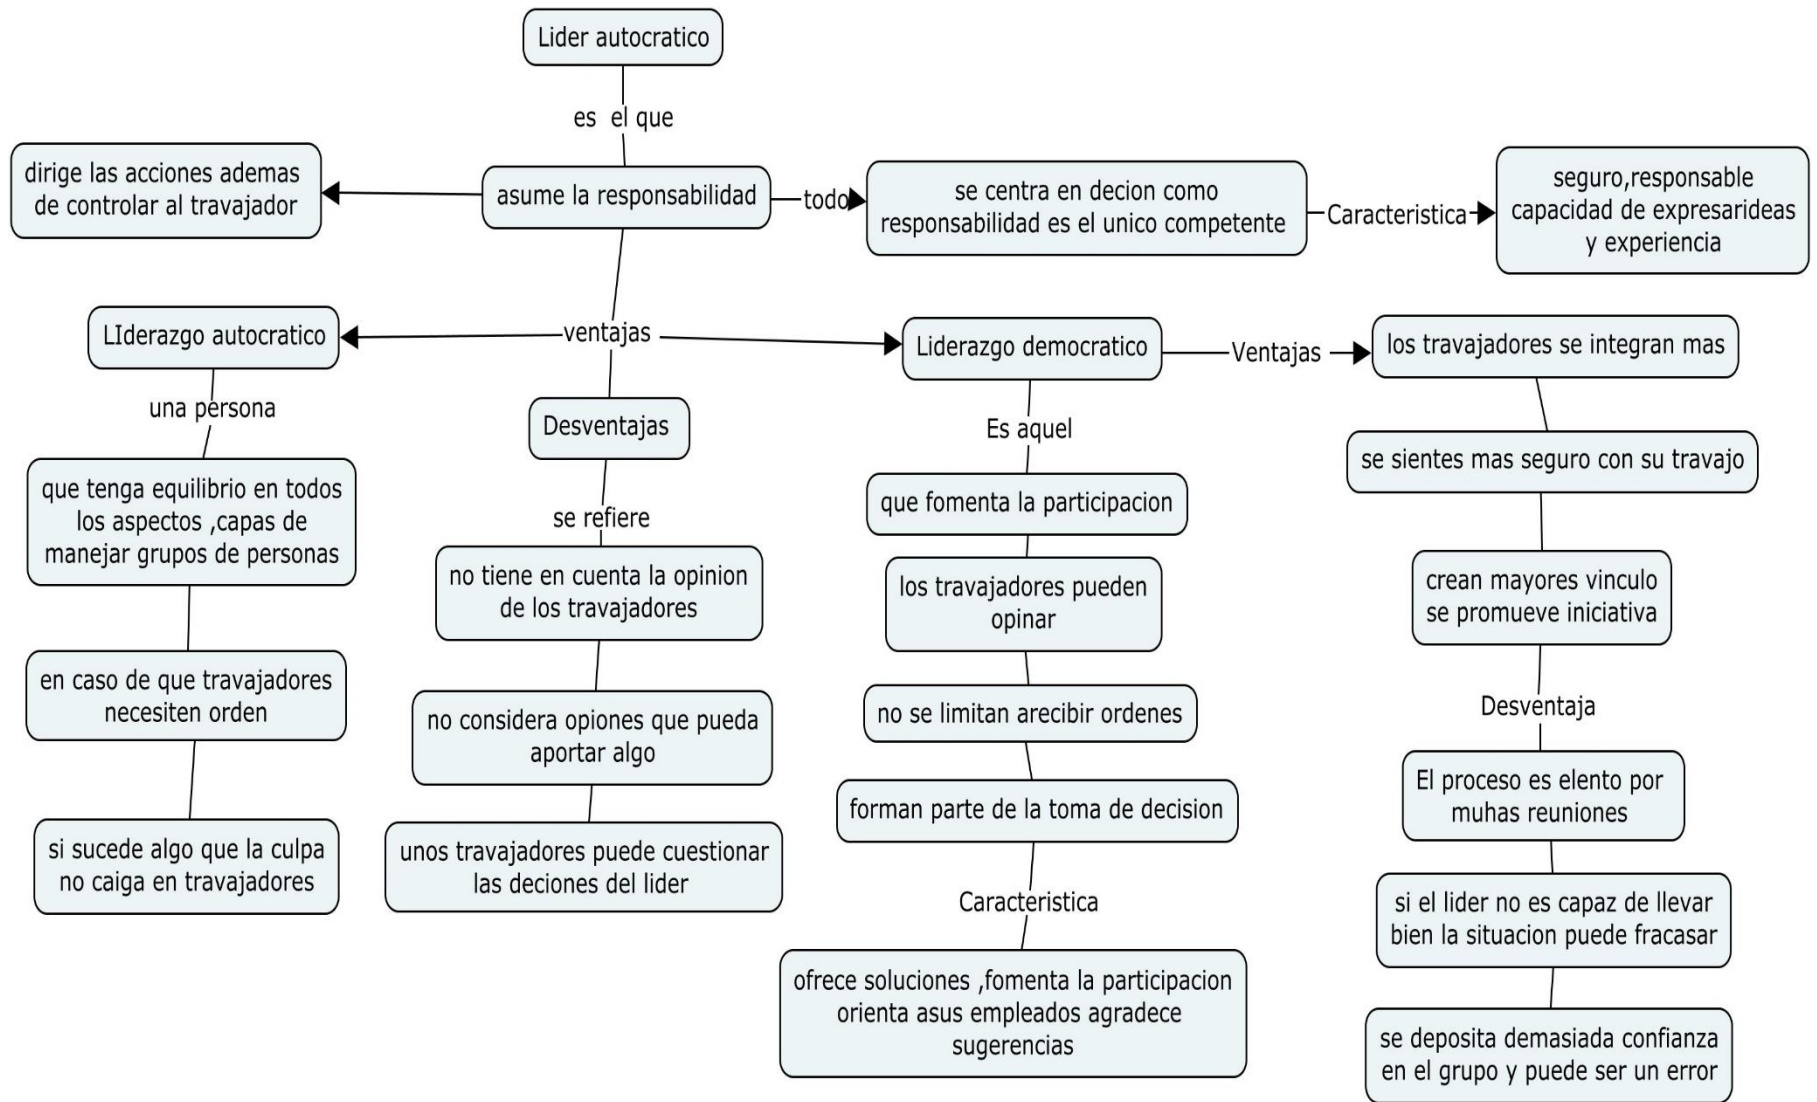 Lider autocratico
es  el que
dirige las acciones ademas
de controlar al travajador
asume la responsabilidad
todo
se centra en decion como
responsabilidad es el unico competente
Caracteristica
seguro,responsable
capacidad de expresarideas
y experiencia
LIderazgo autocratico
ventajas
Liderazgo democratico
Ventajas
los travajadores se integran mas
una persona
que tenga equilibrio en todos
los aspectos ,capas de
manejar grupos de personas
en caso de que travajadores
necesiten orden
si sucede algo que la culpa
no caiga en travajadores
Desventajas
se refiere
no tiene en cuenta la opinion
de los travajadores
no considera opiones que pueda
aportar algo
unos travajadores puede cuestionar
las deciones del lider
Es aquel
que fomenta la participacion
los travajadores pueden
opinar
no se limitan arecibir ordenes
forman parte de la toma de decision
Caracteristica
ofrece soluciones ,fomenta la participacion
orienta asus empleados agradece
sugerencias
se sientes mas seguro con su travajo
crean mayores vinculo
se promueve iniciativa
Desventaja
El proceso es elento por
muhas reuniones
si el lider no es capaz de llevar
bien la situacion puede fracasar
se deposita demasiada confianza
en el grupo y puede ser un error